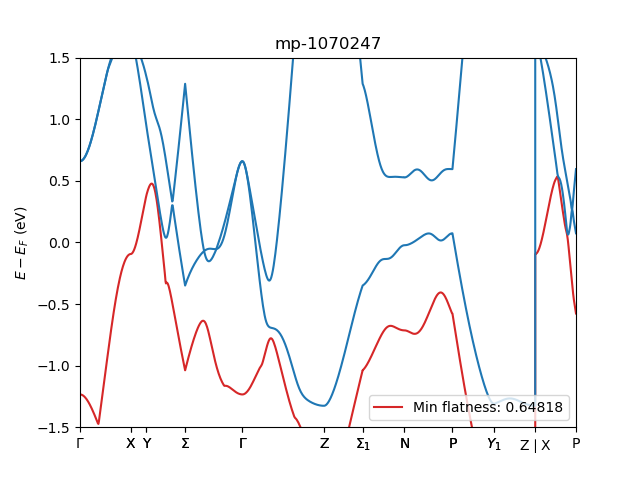 mp-1070247
E − E_F (eV)
1.5
1.0
0.5
0.0
−0.5
−1.0
−1.5
Min flatness: 0.64818
Γ X Y Σ Γ Z Σ₁ N P Y₁ Z | X P